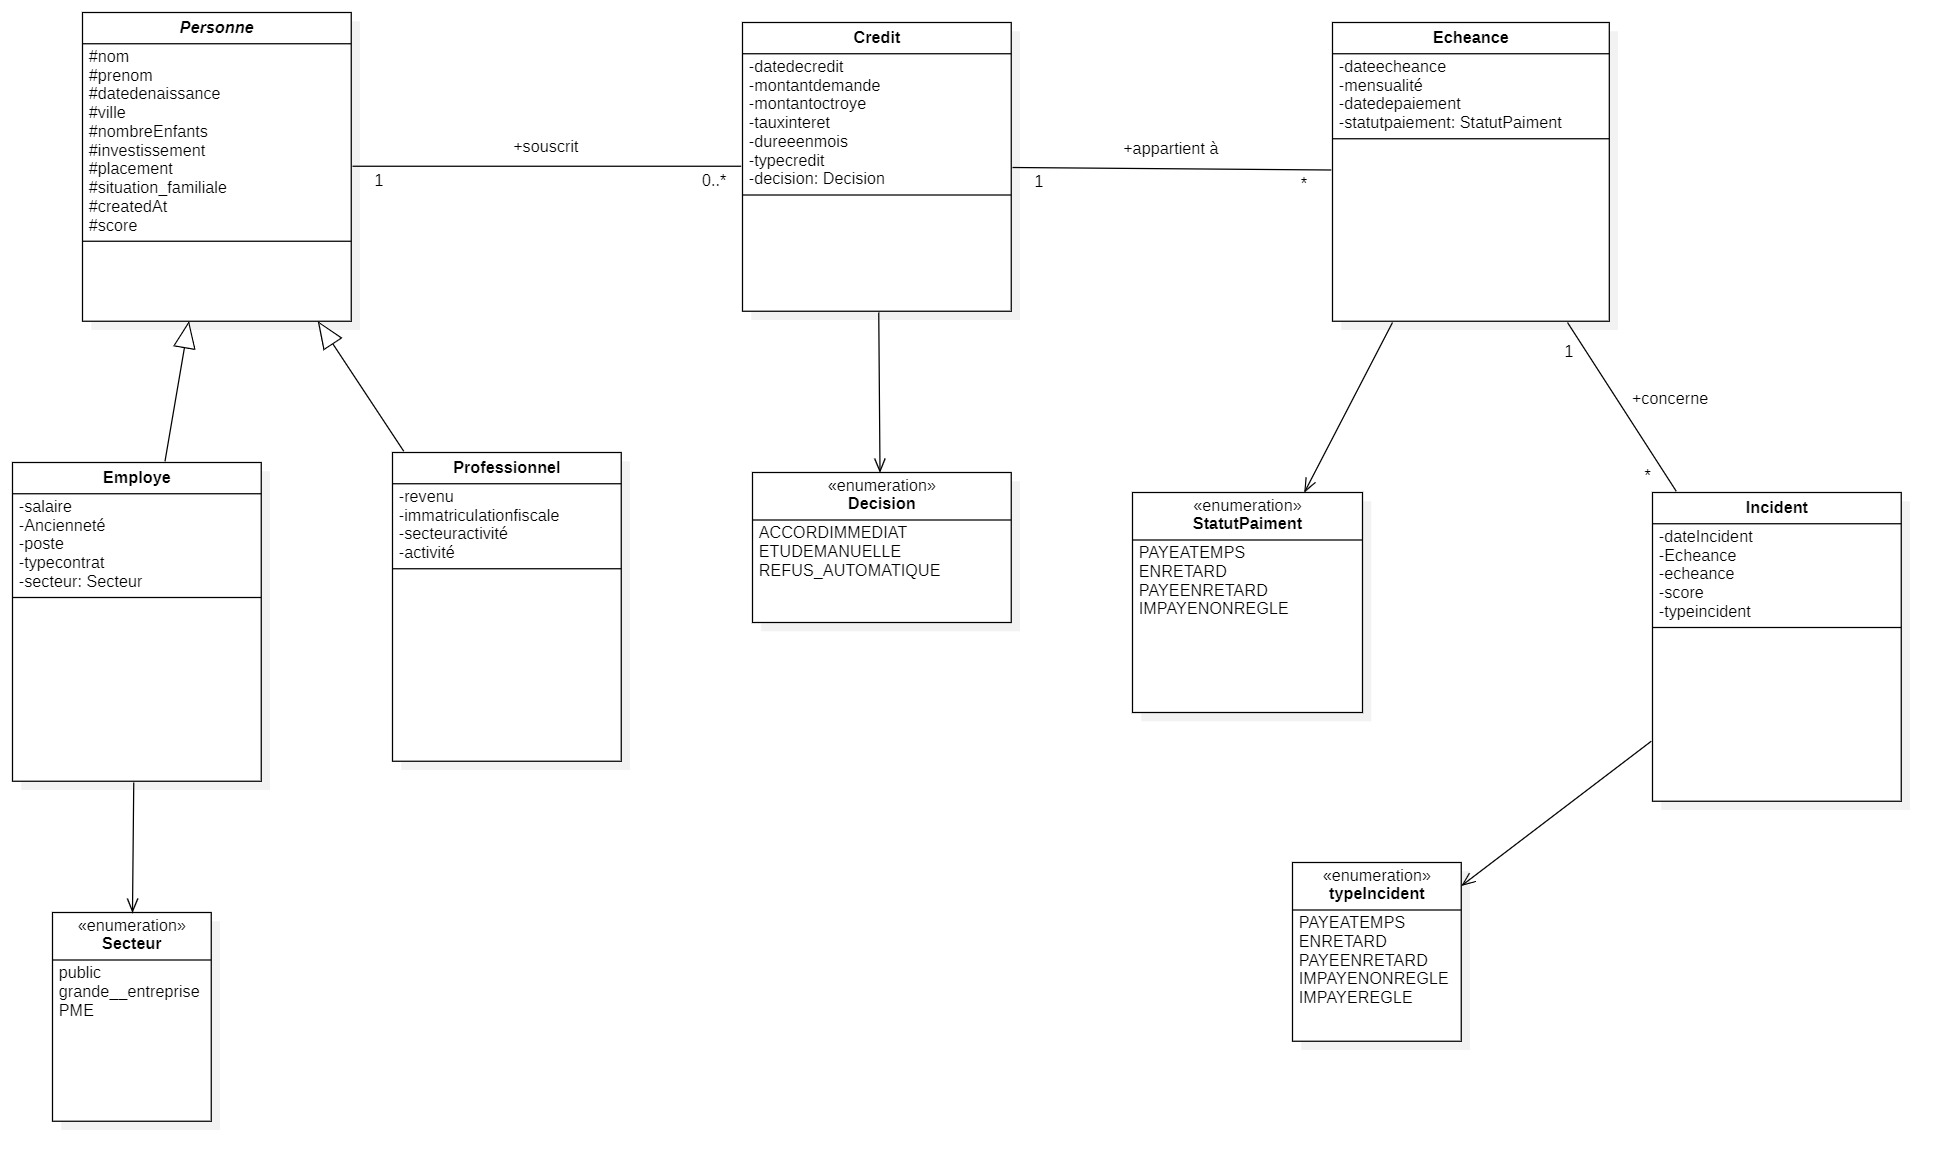 Personne
#nom
#prenom
#datedenaissance
#ville
#nombreEnfants
#investissement
#placement
#situation_familiale
#createdAt
#score
+souscrit
1
0..*
Credit
-datedecredit
-montantdemande
-montantoctroye
-tauxinteret
-dureeenmois
-typecredit
-decision: Decision
+appartient à
1
*
Echeance
-dateecheance
-mensualité
-datedepaiement
-statutpaiement: StatutPaiment
1
+concerne
*
Employe
-salaire
-Ancienneté
-poste
-typecontrat
-secteur: Secteur
Professionnel
-revenu
-immatriculationfiscale
-secteuractivité
-activité
«enumeration»
Decision
ACCORDIMMEDIAT
ETUDEMANUELLE
REFUS_AUTOMATIQUE
«enumeration»
StatutPaiment
PAYEATEMPS
ENRETARD
PAYEENRETARD
IMPAYENONREGLE
Incident
-dateIncident
-Echeance
-echeance
-score
-typeincident
«enumeration»
typeIncident
PAYEATEMPS
ENRETARD
PAYEENRETARD
IMPAYENONREGLE
IMPAYEREGLE
«enumeration»
Secteur
public
grande__entreprise
PME